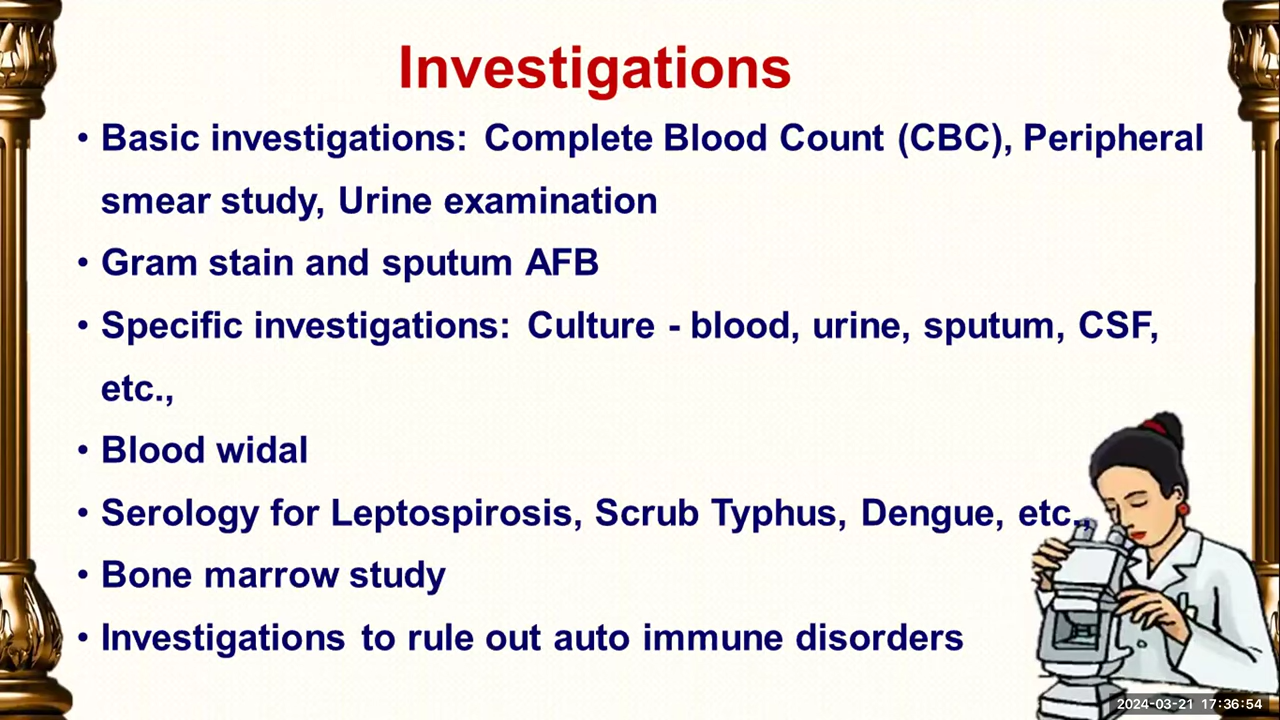 Investigations
• Basic investigations: Complete Blood Count (CBC), Peripheral
smear study, Urine examination
• Gram stain and sputum AFB
• Specific investigations: Culture - blood, urine, sputum, CSF,
etc.,
• Blood widal
• Serology for Leptospirosis, Scrub Typhus, Dengue, etc.,
• Bone marrow study
• Investigations to rule out auto immune disorders
2024-03-21 17:36:54